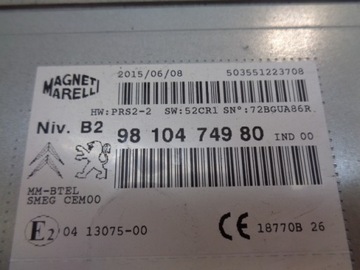 MAGNETI MARELLI
2015/06/08 503551223708
HW:PRS2-2 SW:52CR1 SN°:72BGUA86R
Niv. B2
98 104 749 80 IND 00
MM-BTEL
SMEG CEM00
E2 04 13075-00
CE 18770B 26